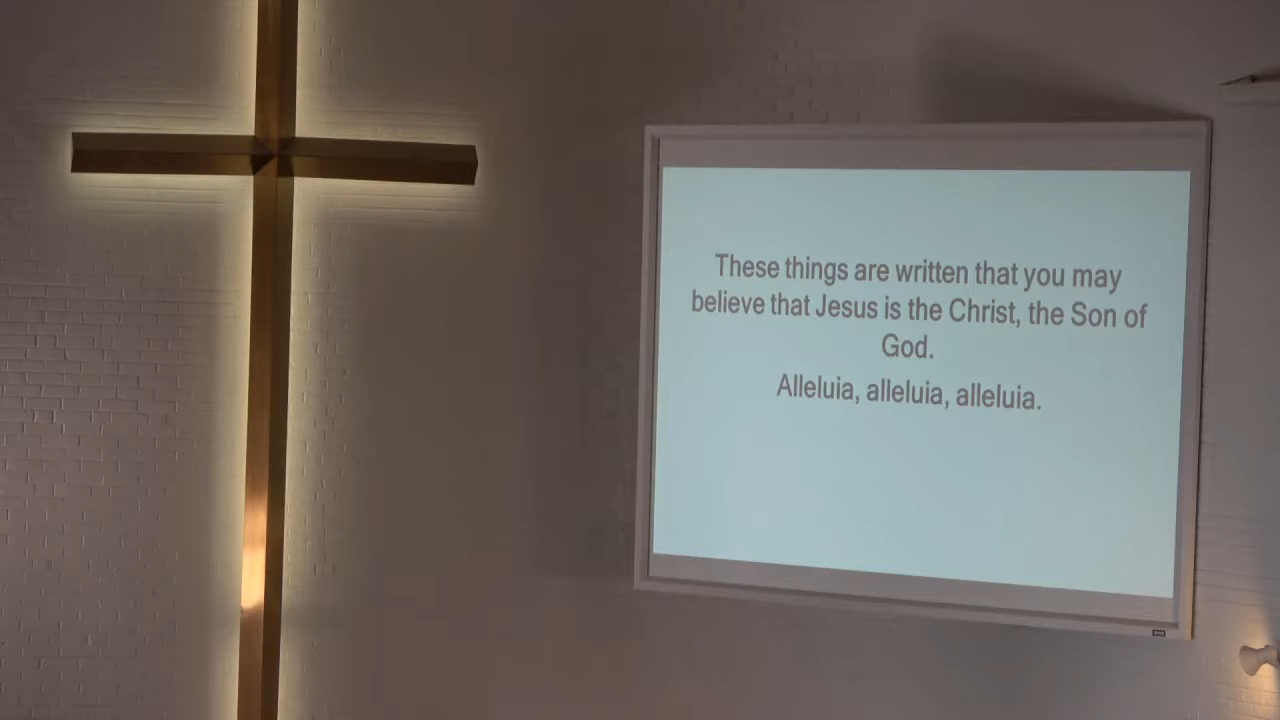 These things are written that you may
believe that Jesus is the Christ, the Son of
God.
Alleluia, alleluia, alleluia.